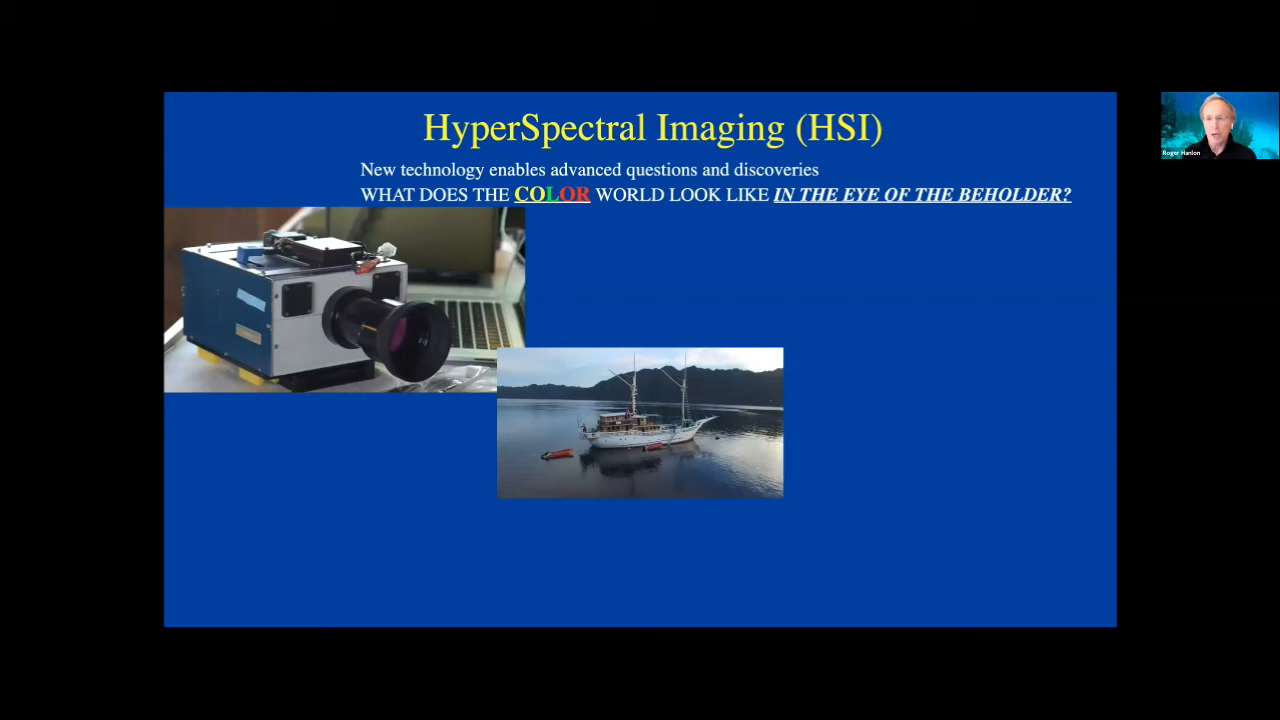 HyperSpectral Imaging (HSI)
New technology enables advanced questions and discoveries
WHAT DOES THE COLOR WORLD LOOK LIKE IN THE EYE OF THE BEHOLDER?
Roger Hanlon